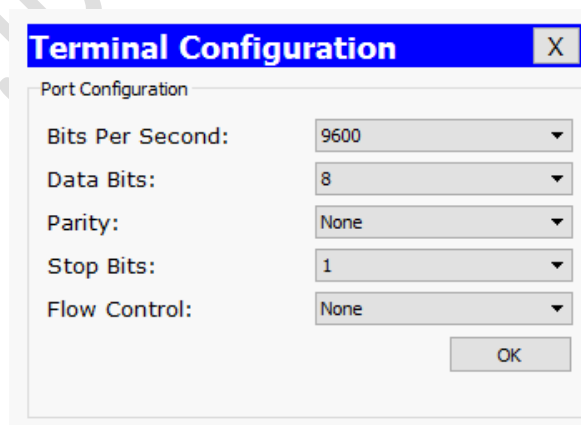 Terminal Configuration X
Port Configuration
Bits Per Second: 9600
Data Bits: 8
Parity: None
Stop Bits: 1
Flow Control: None
OK